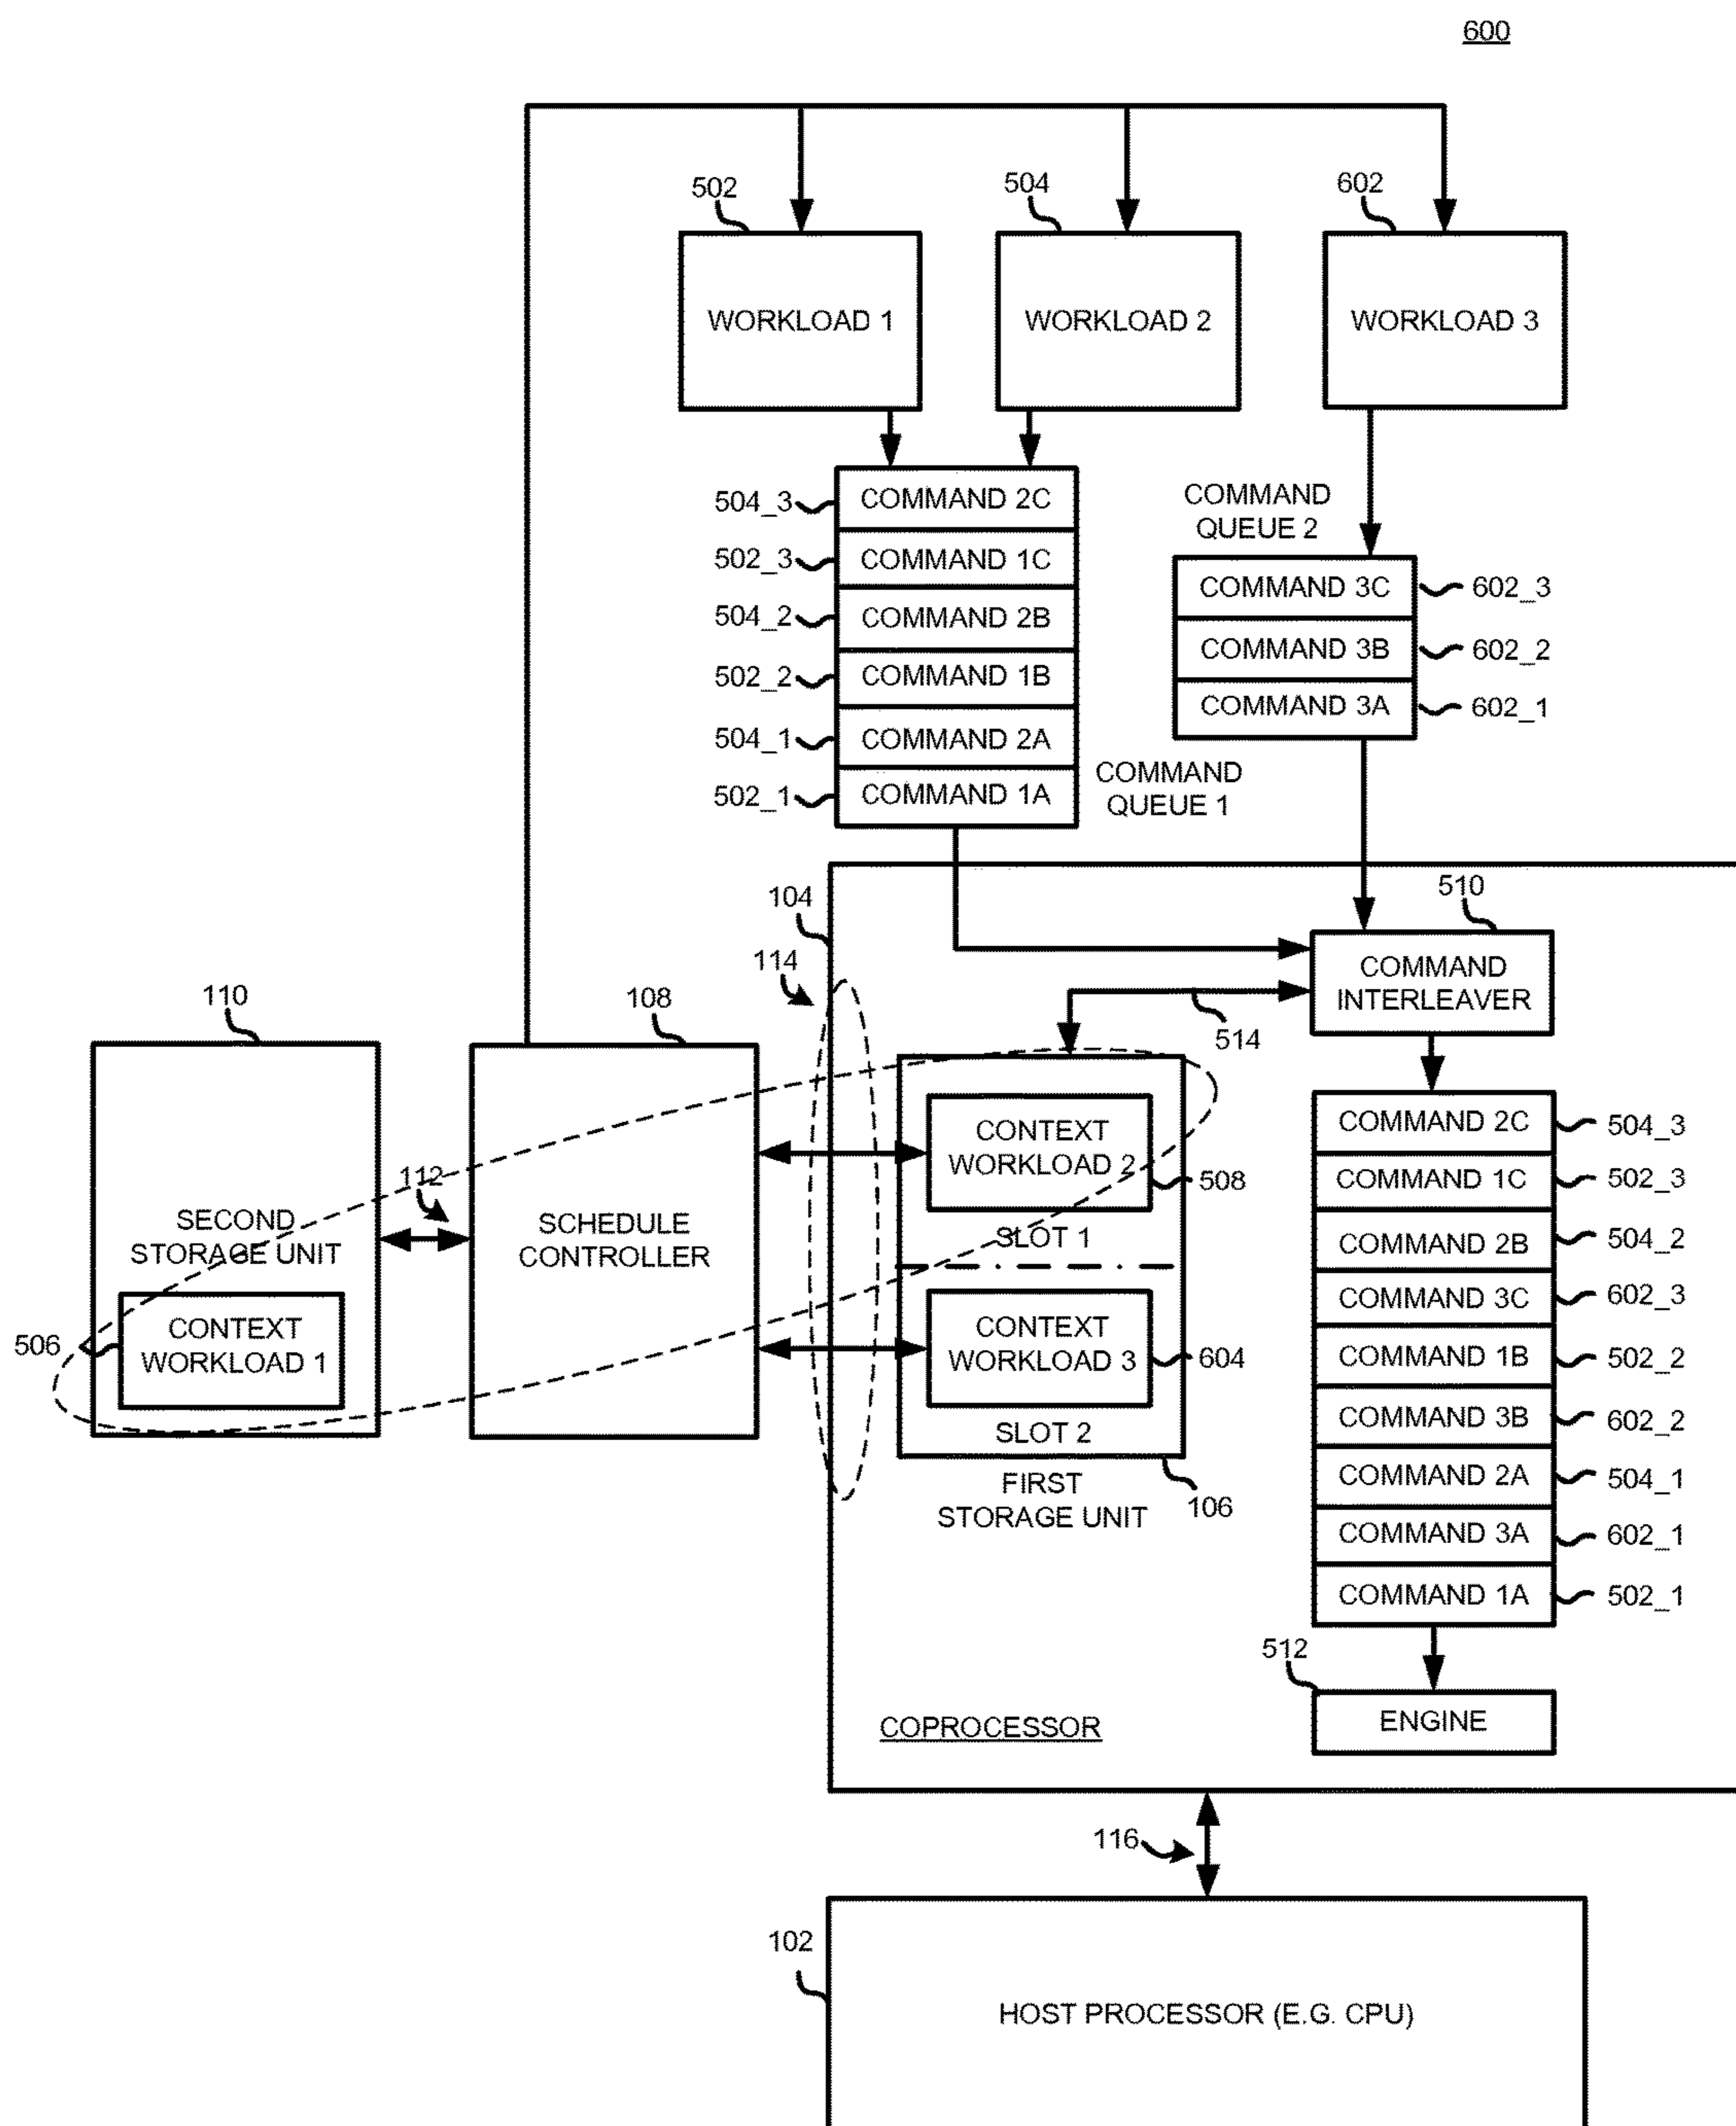 600
502
504
602
WORKLOAD 1
WORKLOAD 2
WORKLOAD 3
504_3
COMMAND 2C
502_3
COMMAND 1C
504_2
COMMAND 2B
502_2
COMMAND 1B
504_1
COMMAND 2A
502_1
COMMAND 1A
COMMAND
QUEUE 1
COMMAND
QUEUE 2
COMMAND 3C
602_3
COMMAND 3B
602_2
COMMAND 3A
602_1
104
114
510
COMMAND
INTERLEAVER
514
110
108
112
SECOND
STORAGE UNIT
506
CONTEXT
WORKLOAD 1
SCHEDULE
CONTROLLER
CONTEXT
WORKLOAD 2
508
SLOT 1
CONTEXT
WORKLOAD 3
604
SLOT 2
FIRST
STORAGE UNIT
106
COMMAND 2C
504_3
COMMAND 1C
502_3
COMMAND 2B
504_2
COMMAND 3C
602_3
COMMAND 1B
502_2
COMMAND 3B
602_2
COMMAND 2A
504_1
COMMAND 3A
602_1
COMMAND 1A
502_1
512
ENGINE
COPROCESSOR
116
102
HOST PROCESSOR (E.G. CPU)